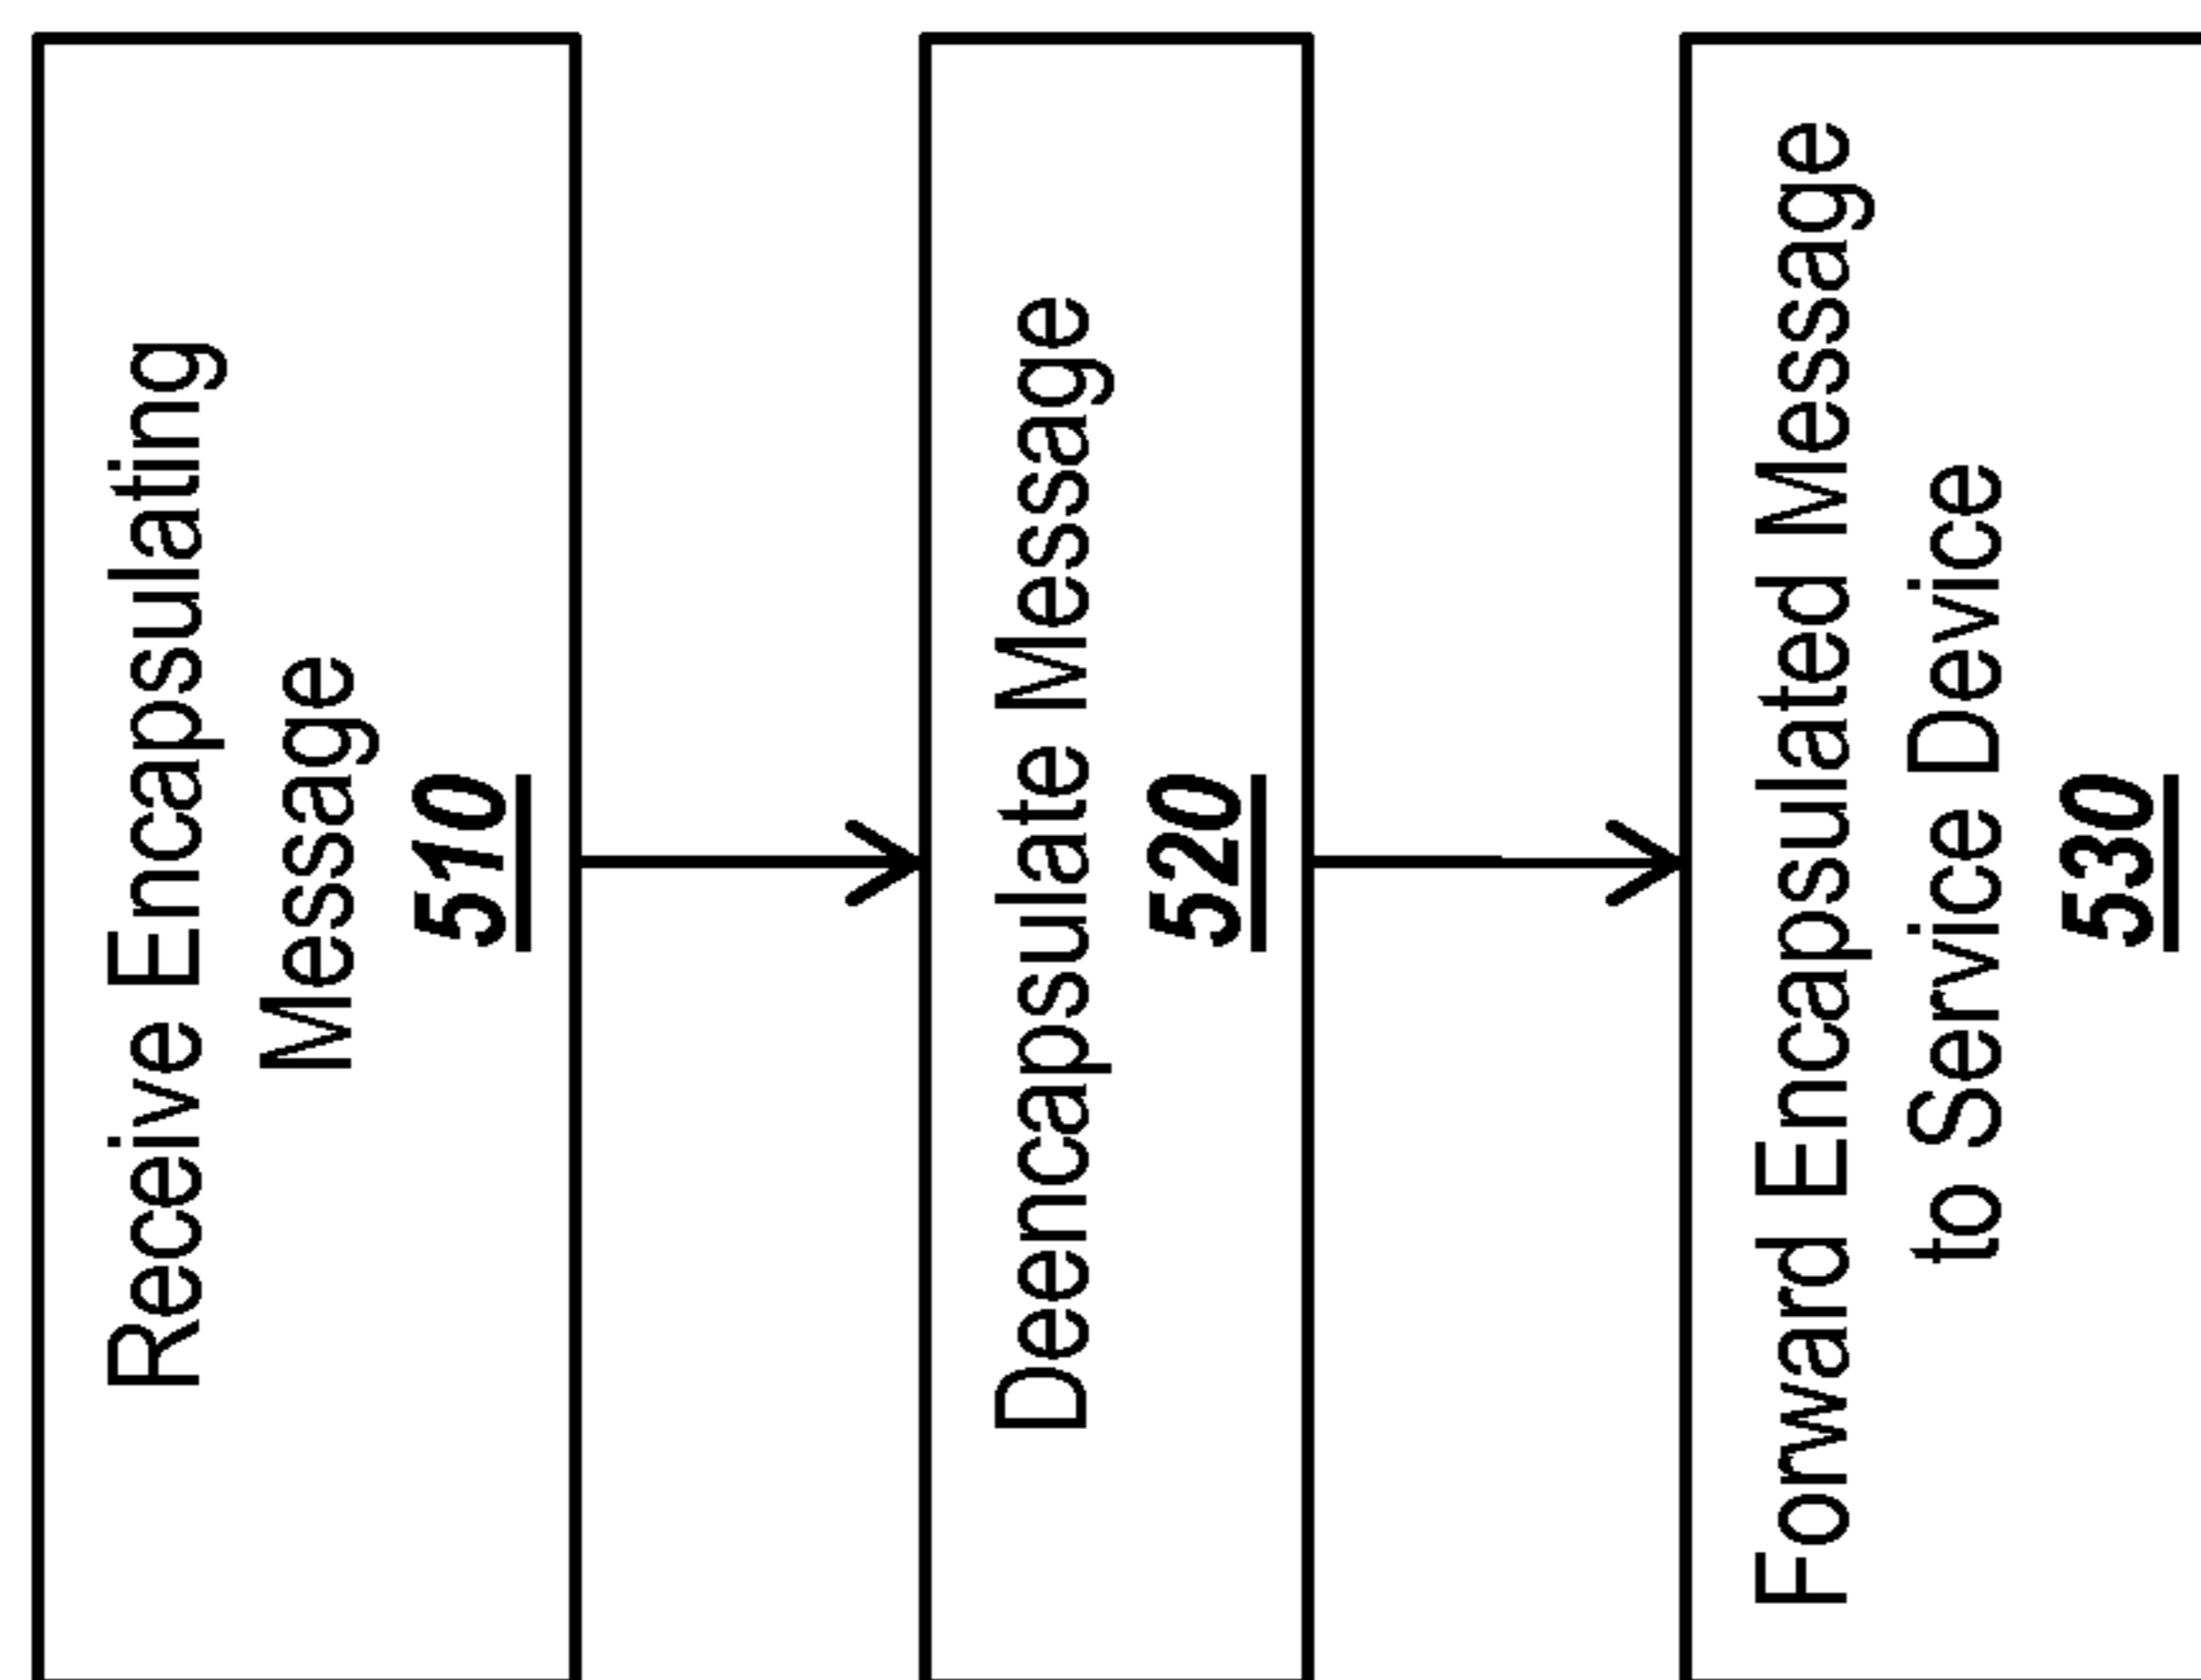 Receive Encapsulating
Message
510
Deencapsulate Message
520
Forward Encapsulated Message
to Service Device
530